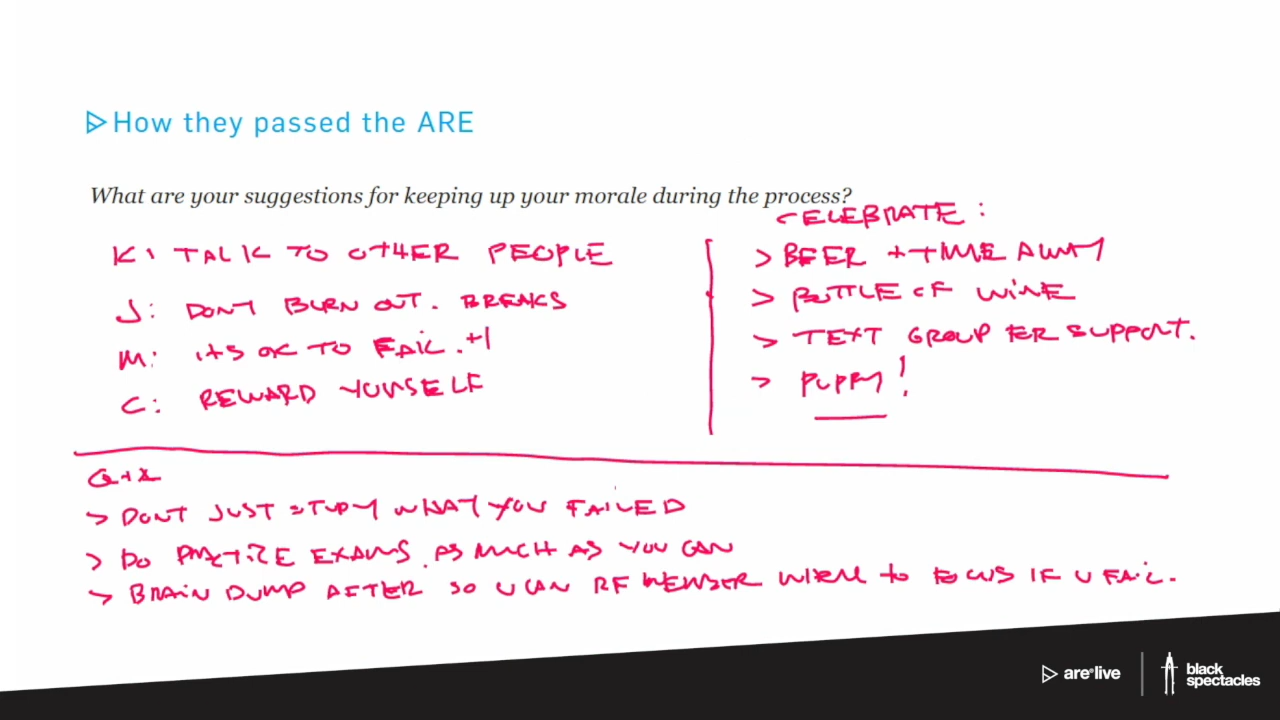 How they passed the ARE
What are your suggestions for keeping up your morale during the process?
K: TALK TO OTHER PEOPLE
J: DONT BURN OUT. BREAKS
M: ITS OK TO FAIL. +1
C: REWARD YOURSELF
CELEBRATE:
> BEER + TIME AWAY
> BOTTLE OF WINE
> TEXT GROUP FER SUPPORT.
> PUPPY!
Q+A
> DONT JUST STUDY WHAT YOU FAILED
> DO PRACTICE EXAMS. AS MUCH AS YOU CAN
> BRAIN DUMP AFTER SO U CAN REMEMBER to FOCUS IF U FAIL.
are live
black
spectacles